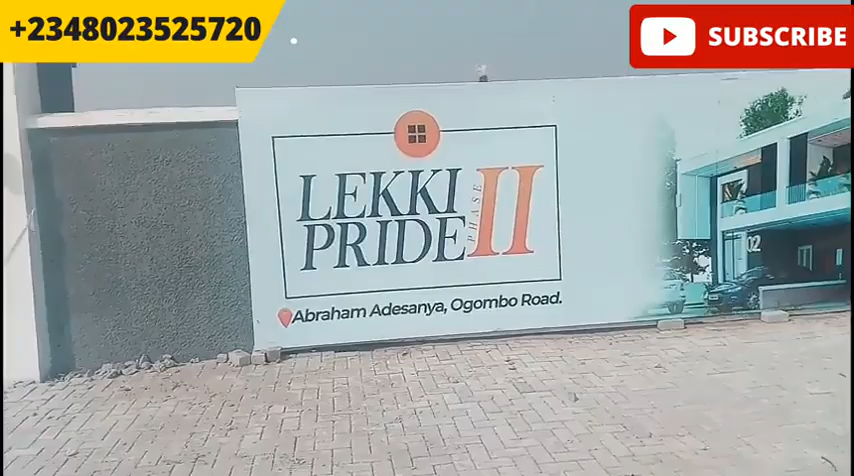 +2348023525720
SUBSCRIBE
LEKKI
PRIDE
PHASE
II
Abraham Adesanya, Ogombo Road.
02